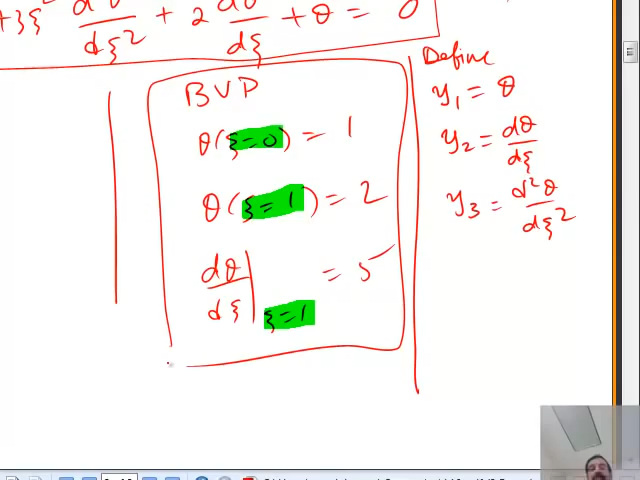 +3ξ² d²θ/dξ² + 2 dθ/dξ + θ = 0
Define
BVP
y₁ = θ
θ(ξ=0) = 1
y₂ = dθ/dξ
θ(ξ=1) = 2
y₃ = d²θ/dξ²
dθ/dξ|ξ=1 = 5